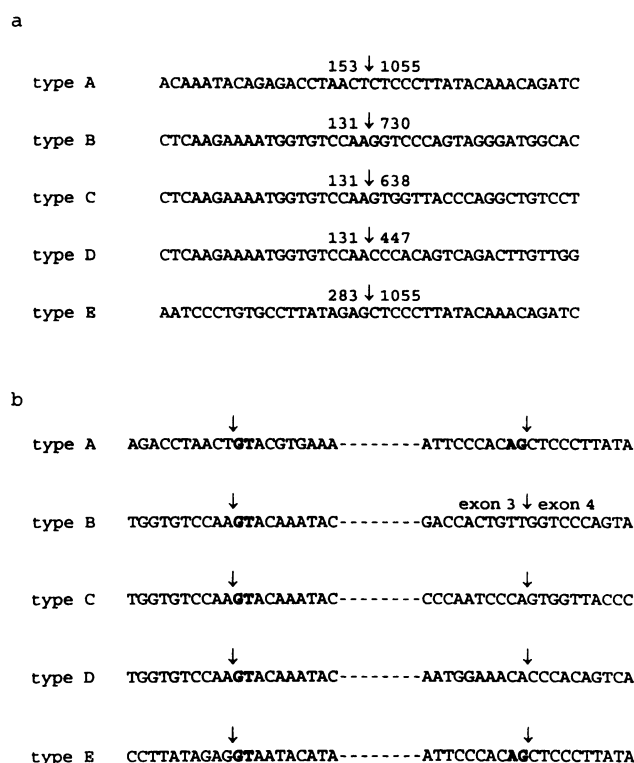 a
153 ↓ 1055
type A ACAAATACAGAGACCTAACTCTCCCTTATACAAACAGATC
131 ↓ 730
type B CTCAAGAAAATGGTGTCCAAGGTCCCAGTAGGGATGGCAC
131 ↓ 638
type C CTCAAGAAAATGGTGTCCAAGTGGTTACCCAGGCTGTCCT
131 ↓ 447
type D CTCAAGAAAATGGTGTCCAACCCACAGTCAGACTTGTTGG
283 ↓ 1055
type E AATCCCTGTGCCTTATAGAGCTCCCTTATACAAACAGATC
b
↓ ↓
type A AGACCTAACTGTACGTGAAA--------ATTCCCACAGCTCCCTTATA
↓ exon 3 ↓ exon 4
type B TGGTGTCCAAGTACAAATAC--------GACCACTGTTGGTCCCAGTA
↓ ↓
type C TGGTGTCCAAGTACAAATAC--------CCCAATCCCAGTGGTTACCC
↓ ↓
type D TGGTGTCCAAGTACAAATAC--------AATGGAAACACCCACAGTCA
↓ ↓
type E CCTTATAGAGGTAATACATA--------ATTCCCACAGCTCCCTTATA